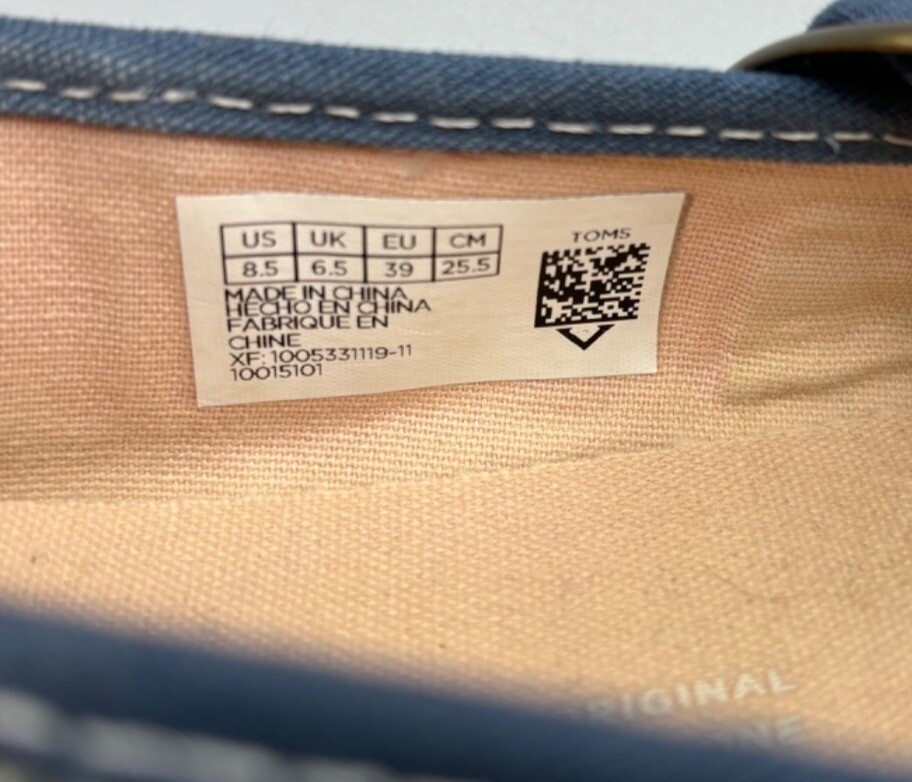 US UK EU CM
8.5 6.5 39 25.5
MADE IN CHINA
HECHO EN CHINA
FABRIQUE EN
CHINE
XF: 1005331119-11
10015101
TOMS
ORIGINAL